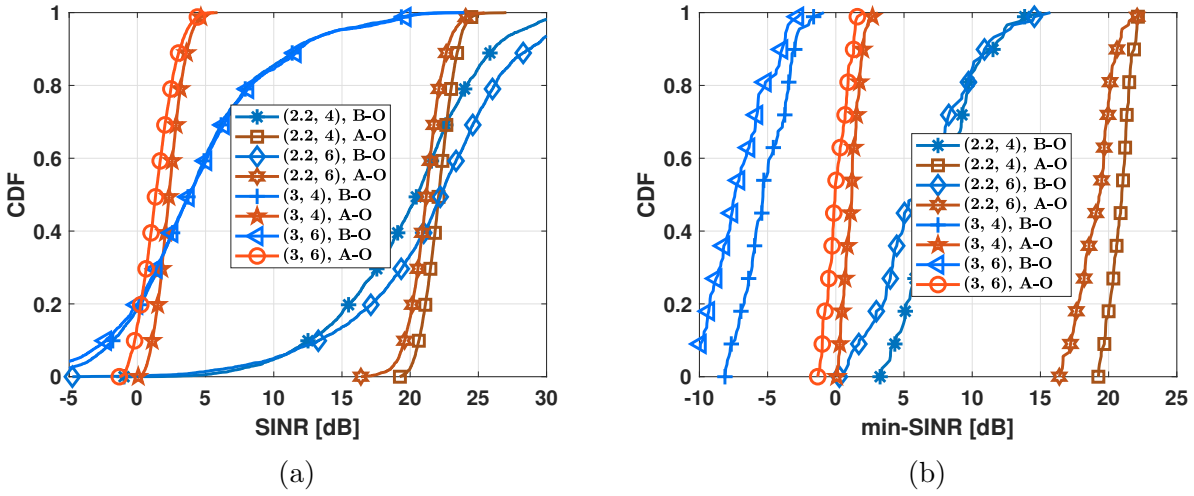 1
0.8
0.6
0.4
0.2
0
CDF
(2.2, 4), B-O
(2.2, 4), A-O
(2.2, 6), B-O
(2.2, 6), A-O
(3, 4), B-O
(3, 4), A-O
(3, 6), B-O
(3, 6), A-O
-5 0 5 10 15 20 25 30
SINR [dB]
(a)
1
0.8
0.6
0.4
0.2
0
CDF
(2.2, 4), B-O
(2.2, 4), A-O
(2.2, 6), B-O
(2.2, 6), A-O
(3, 4), B-O
(3, 4), A-O
(3, 6), B-O
(3, 6), A-O
-10 -5 0 5 10 15 20 25
min-SINR [dB]
(b)